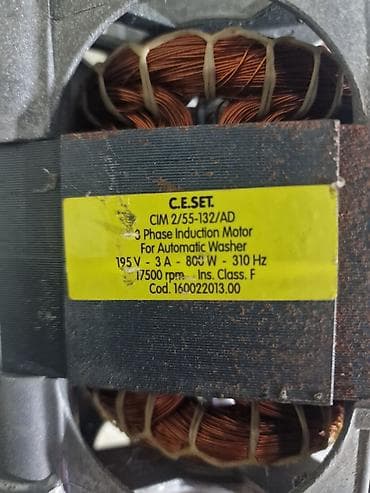 C.E.SET.
CIM 2/55-132/AD
3 Phase Induction Motor
For Automatic Washer
195 V - 3 A - 800 W - 310 Hz
17500 rpm Ins. Class. F
Cod. 160022013.00